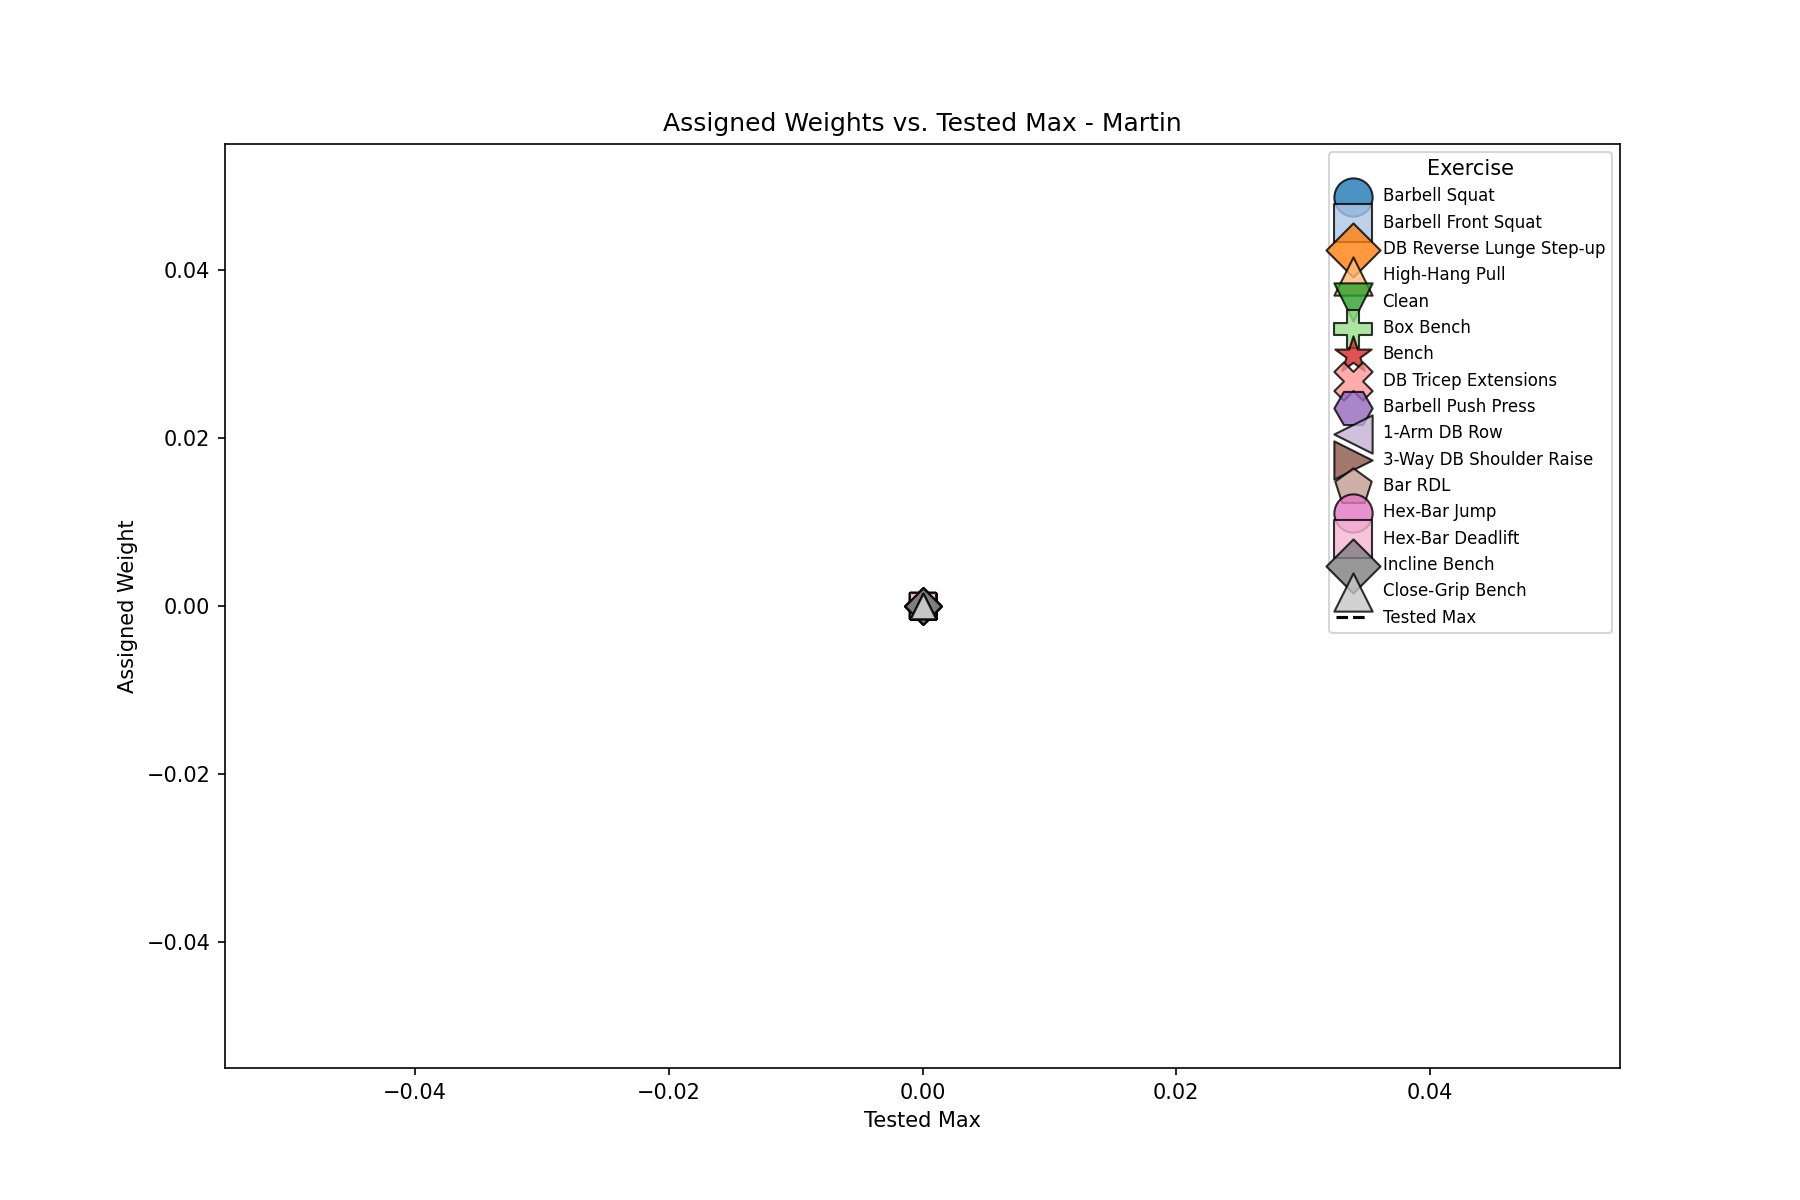 Assigned Weights vs. Tested Max - Martin
Exercise
Barbell Squat
Barbell Front Squat
DB Reverse Lunge Step-up
High-Hang Pull
Clean
Box Bench
Bench
DB Tricep Extensions
Barbell Push Press
1-Arm DB Row
3-Way DB Shoulder Raise
Bar RDL
Hex-Bar Jump
Hex-Bar Deadlift
Incline Bench
Close-Grip Bench
Tested Max
Assigned Weight
0.04
0.02
0.00
−0.02
−0.04
−0.04
−0.02
0.00
0.02
0.04
Tested Max